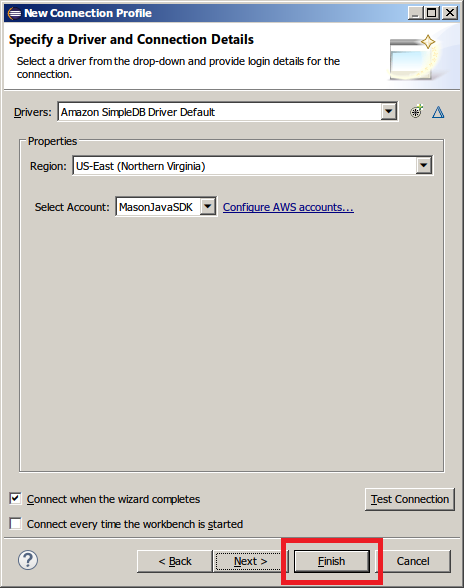 New Connection Profile
Specify a Driver and Connection Details
Select a driver from the drop-down and provide login details for the
connection.
Drivers: Amazon SimpleDB Driver Default
Properties
Region: US-East (Northern Virginia)
Select Account: MasonJavaSDK Configure AWS accounts...
Connect when the wizard completes
Test Connection
Connect every time the workbench is started
? < Back Next > Finish Cancel